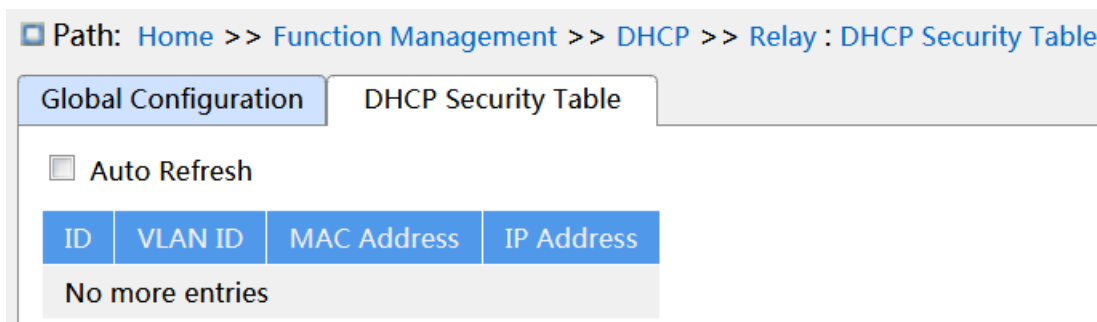 Path: Home >> Function Management >> DHCP >> Relay : DHCP Security Table
Global Configuration DHCP Security Table
Auto Refresh
ID VLAN ID MAC Address IP Address
No more entries